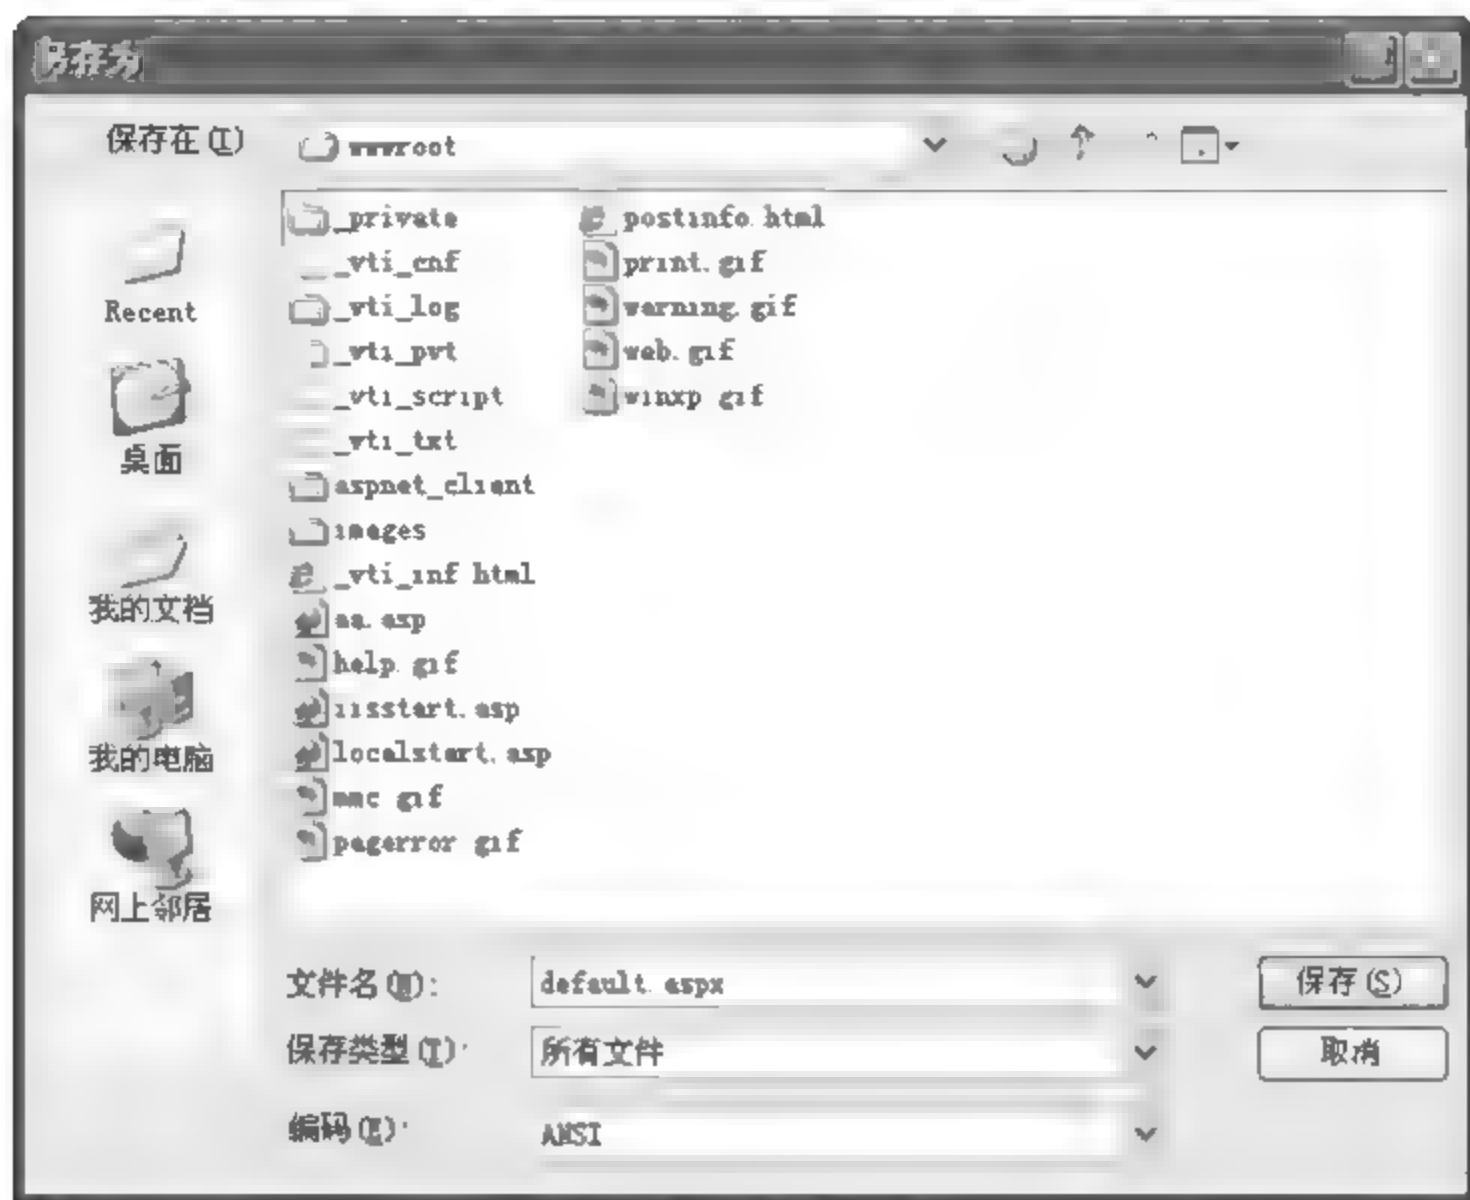 另存为
保存在(I)
wwwroot
Recent
桌面
我的文档
我的电脑
网上邻居
_private
_vti_cnf
_vti_log
_vti_pvt
_vti_script
_vti_txt
aspnet_client
images
_vti_inf.html
aa.asp
help.gif
iisstart.asp
localstart.asp
mmc.gif
pagerror.gif
postinfo.html
print.gif
warning.gif
web.gif
winxp.gif
文件名(N):
default.aspx
保存(S)
保存类型(T):
所有文件
取消
编码(E):
ANSI